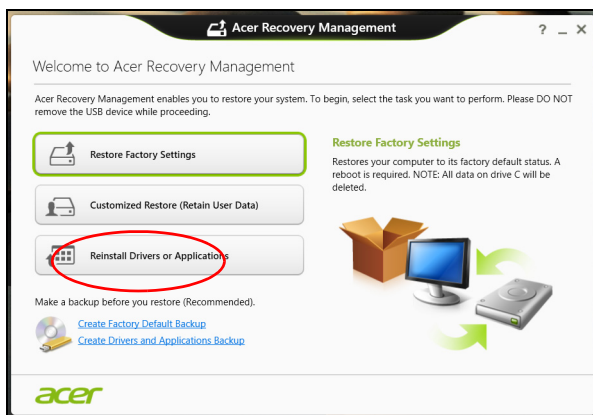 Acer Recovery Management
? _ X
Welcome to Acer Recovery Management
Acer Recovery Management enables you to restore your system. To begin, select the task you want to perform. Please DO NOT
remove the USB device while proceeding.
Restore Factory Settings
Customized Restore (Retain User Data)
Reinstall Drivers or Applications
Restore Factory Settings
Restores your computer to its factory default status. A
reboot is required. NOTE: All data on drive C will be
deleted.
Make a backup before you restore (Recommended).
Create Factory Default Backup
Create Drivers and Applications Backup
acer